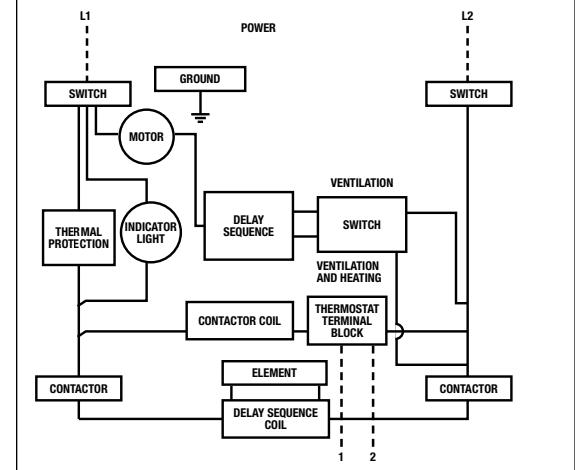 L1
POWER
L2
GROUND
SWITCH
SWITCH
MOTOR
VENTILATION
THERMAL
PROTECTION
INDICATOR
LIGHT
DELAY
SEQUENCE
SWITCH
VENTILATION
AND HEATING
CONTACTOR COIL
THERMOSTAT
TERMINAL
BLOCK
ELEMENT
CONTACTOR
CONTACTOR
DELAY SEQUENCE
COIL
1
2